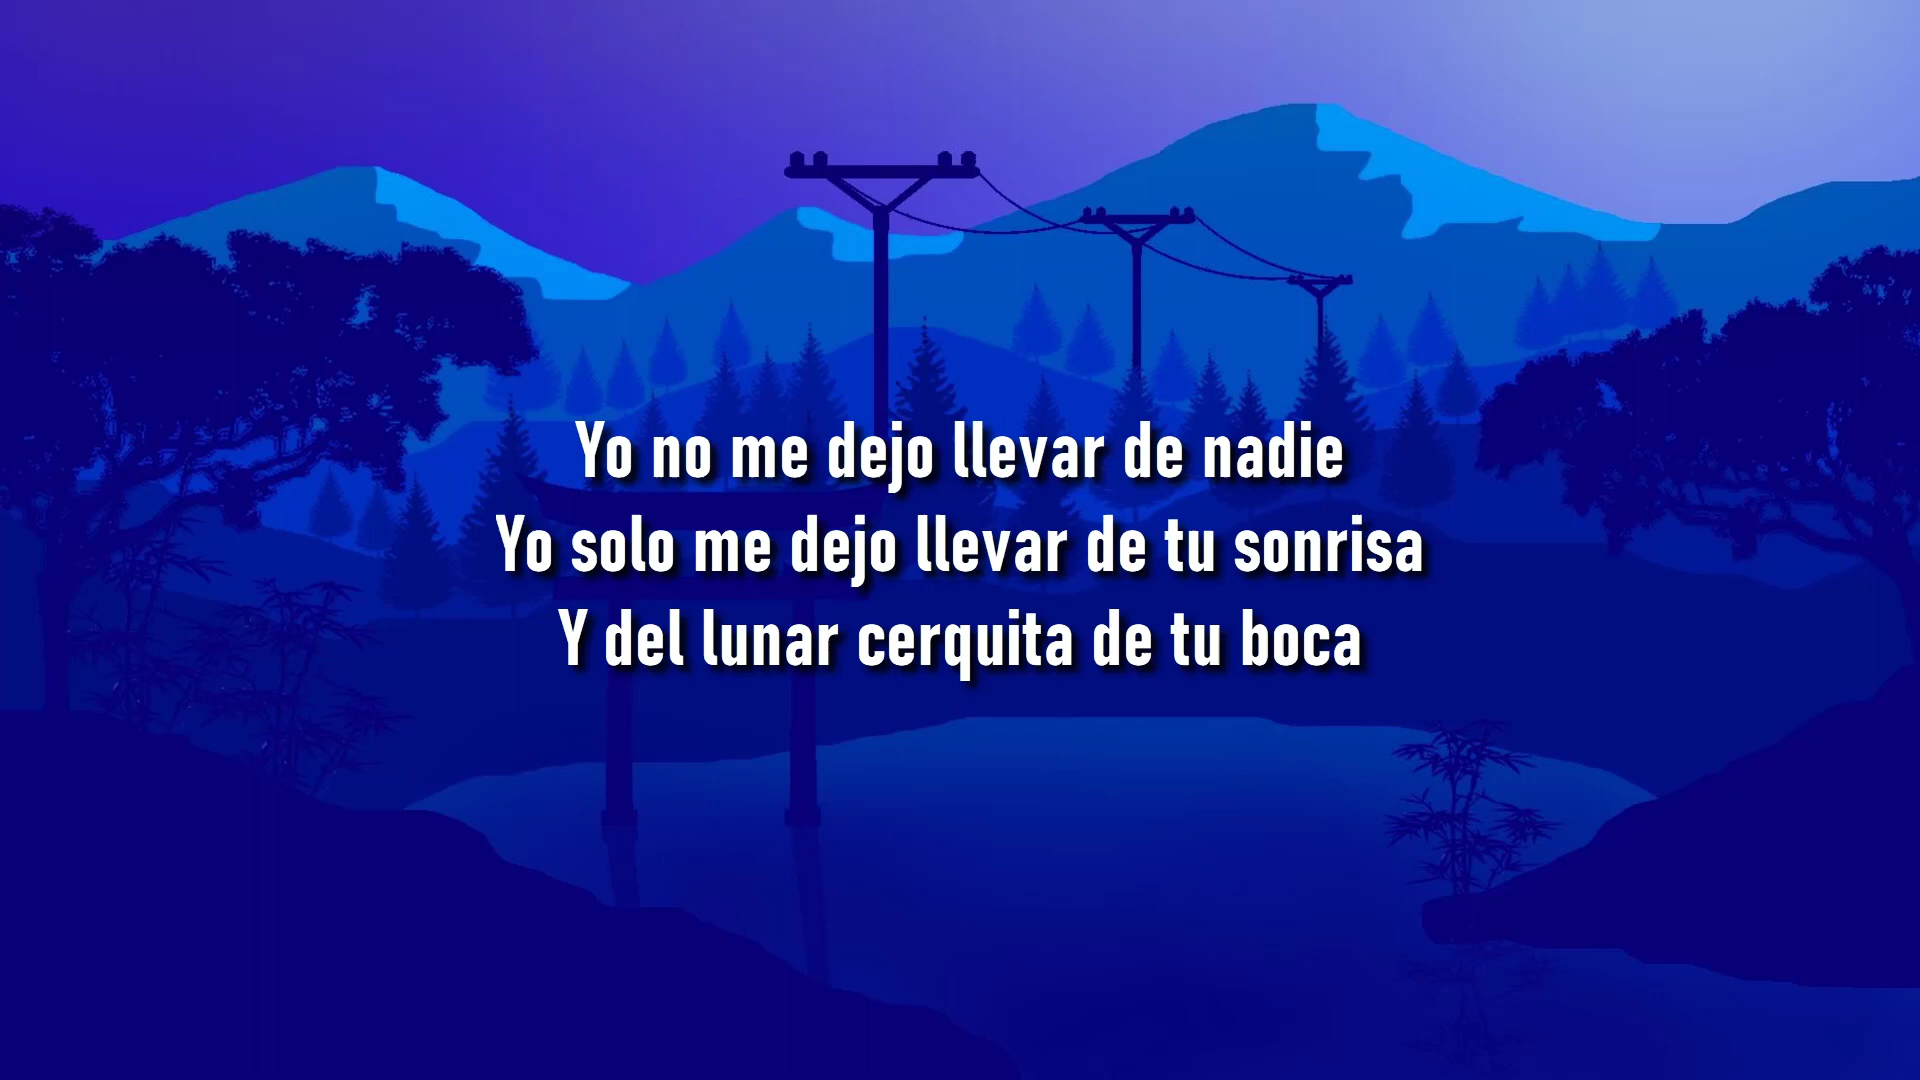 Yo no me dejo llevar de nadie
Yo solo me dejo llevar de tu sonrisa
Y del lunar cerquita de tu boca